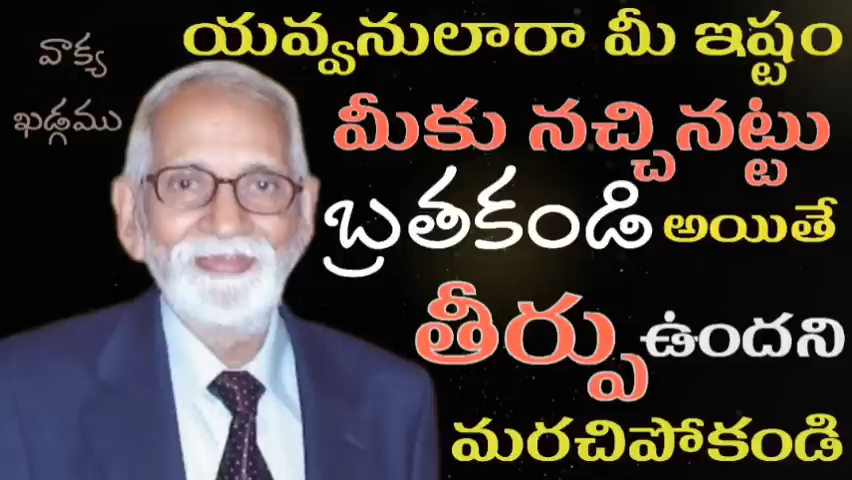 వాక్య
ఖడ్గము
యవ్వనులారా మీ ఇష్టం
మీకు నచ్చినట్టు
బ్రతకండి అయితే
తీర్పు ఉందని
మరచిపోకండి